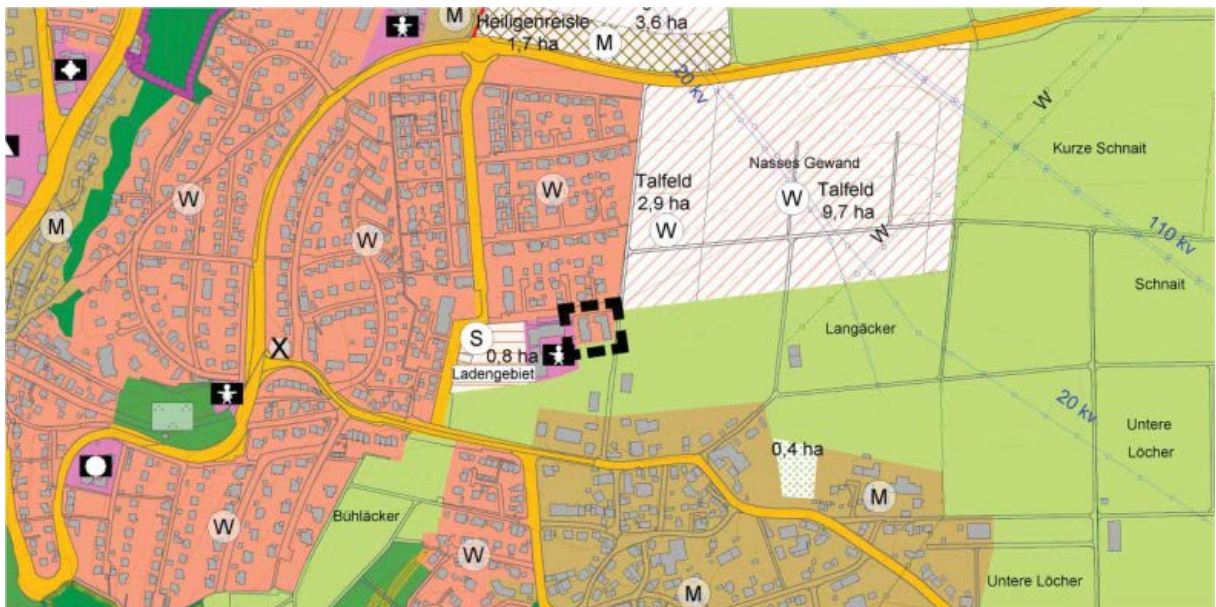 M
Heiligenreisle
1,7 ha
M
3,6 ha
20 kv
W
Nasses Gewand
Kurze Schnait
W
W
Talfeld
2,9 ha
W
W
Talfeld
9,7 ha
M
W
W
W
110 kv
Schnait
Langäcker
X
S
0,8 ha
Ladengebiet
20 kv
Untere
Löcher
0,4 ha
M
Bühläcker
W
W
M
Untere Löcher